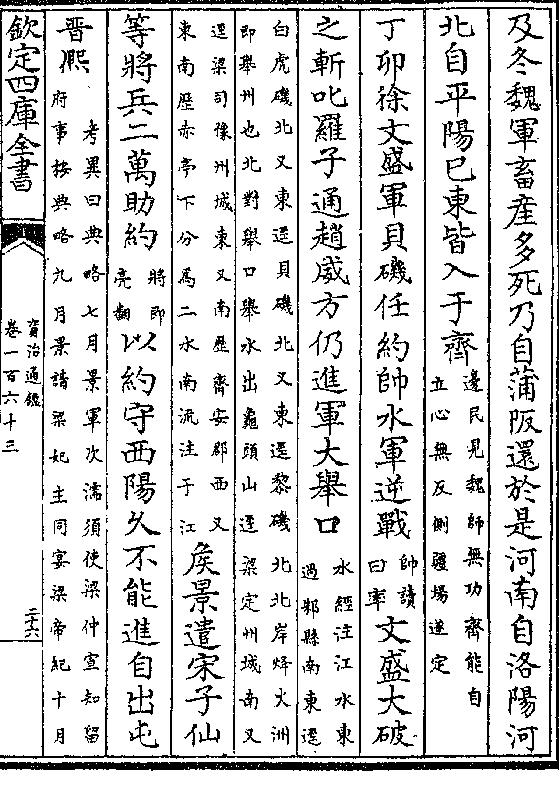 及冬魏軍畜産多死乃自蒲阪還於是河南自洛陽河
北自平陽已東皆入于齊邊民見魏師無功齊能自立心無反側疆埸遂定
丁卯徐文盛軍貝磯任約帥水軍逆戰帥讀曰率文盛大破
之斬叱羅子通趙威方仍進軍大舉口水經注江水東過邾縣南東逕
白虎磯北又東逕貝磯北又東逕黎磯北北岸烽火洲即舉州也北對舉口舉水出龜頭山逕梁定州城南又
逕梁司豫州城東又南歴齊安郡西又東南歴赤亭下分爲二水南流注于江矦景遣宋子仙
等將兵二萬助約將即亮翻以約守西陽久不能進自出屯
晉熙考異曰典略七月景軍次濡須使梁仲宣知留府事按典略九月景請梁妃主同宴梁帝紀十月
欽定四庫全書
資治通鑑
卷一百六十三
二十六